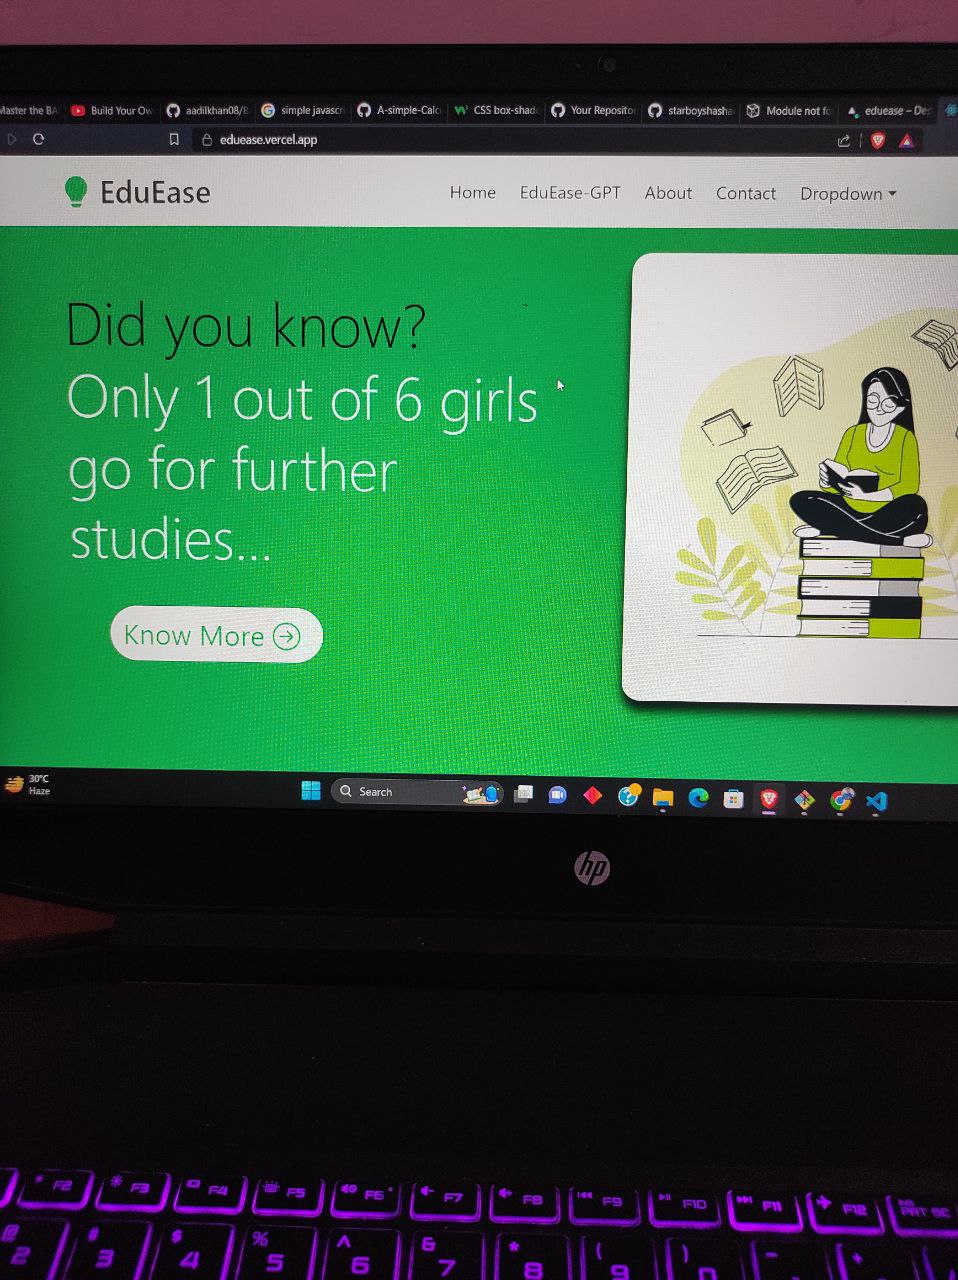 Master the BA
Build Your Ow
aadilkhan08/B
simple javascr
A-simple-Calc
CSS box-shad
Your Reposito
starboyshasha
Module not fo
eduease – De
eduease.vercel.app
EduEase
Home
EduEase-GPT
About
Contact
Dropdown
Did you know?
Only 1 out of 6 girls
go for further
studies...
Know More
30°C
Haze
Search
hp
F2
F3
F4
F5
F6
F7
F8
F9
F10
F11
F12
PRT SC
@ 2
# 3
$ 4
% 5
^ 6
& 7
* 8
( 9
) 0
-
+